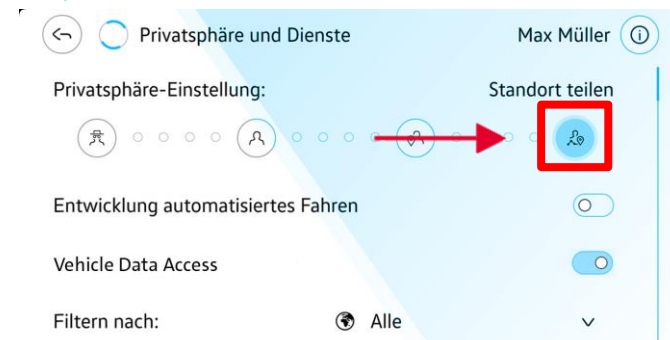 Privatsphäre und Dienste Max Müller
Privatsphäre-Einstellung: Standort teilen
Entwicklung automatisiertes Fahren
Vehicle Data Access
Filtern nach: Alle